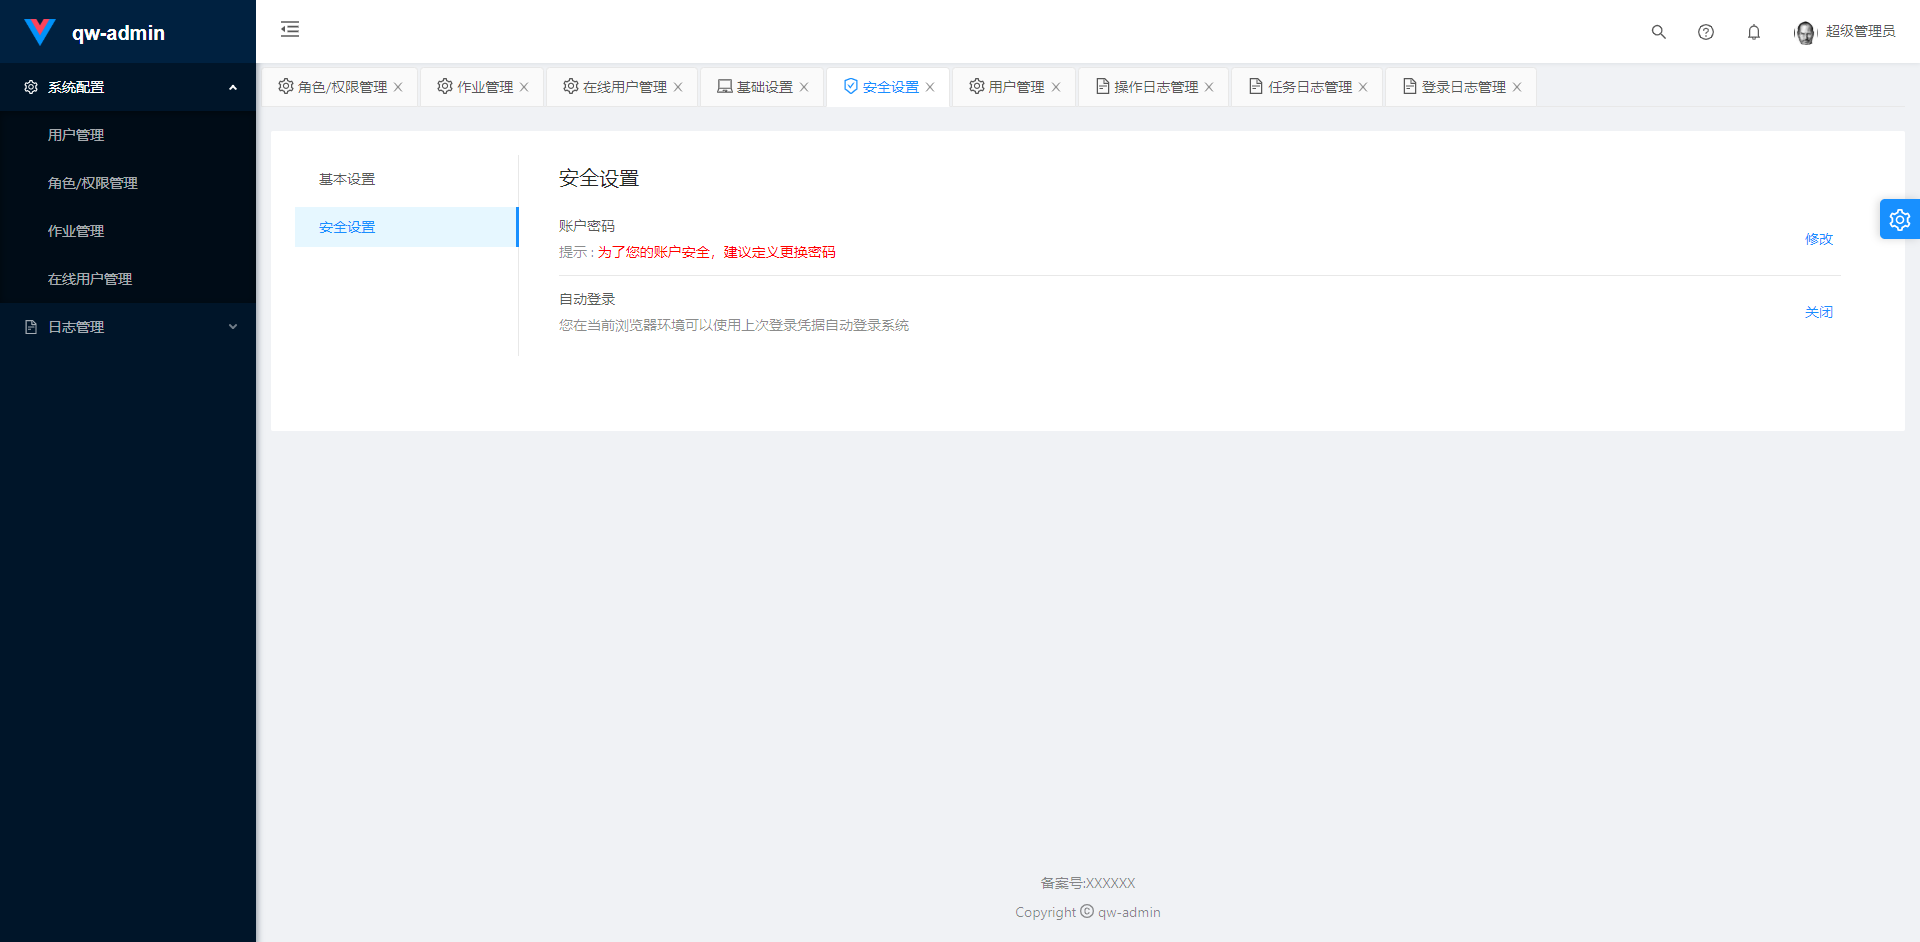 qw-admin
超级管理员
系统配置
用户管理
角色/权限管理
作业管理
在线用户管理
日志管理
角色/权限管理
作业管理
在线用户管理
基础设置
安全设置
用户管理
操作日志管理
任务日志管理
登录日志管理
基本设置
安全设置
安全设置
账户密码
提示 : 为了您的账户安全，建议定义更换密码
修改
自动登录
您在当前浏览器环境可以使用上次登录凭据自动登录系统
关闭
备案号:XXXXXX
Copyright © qw-admin